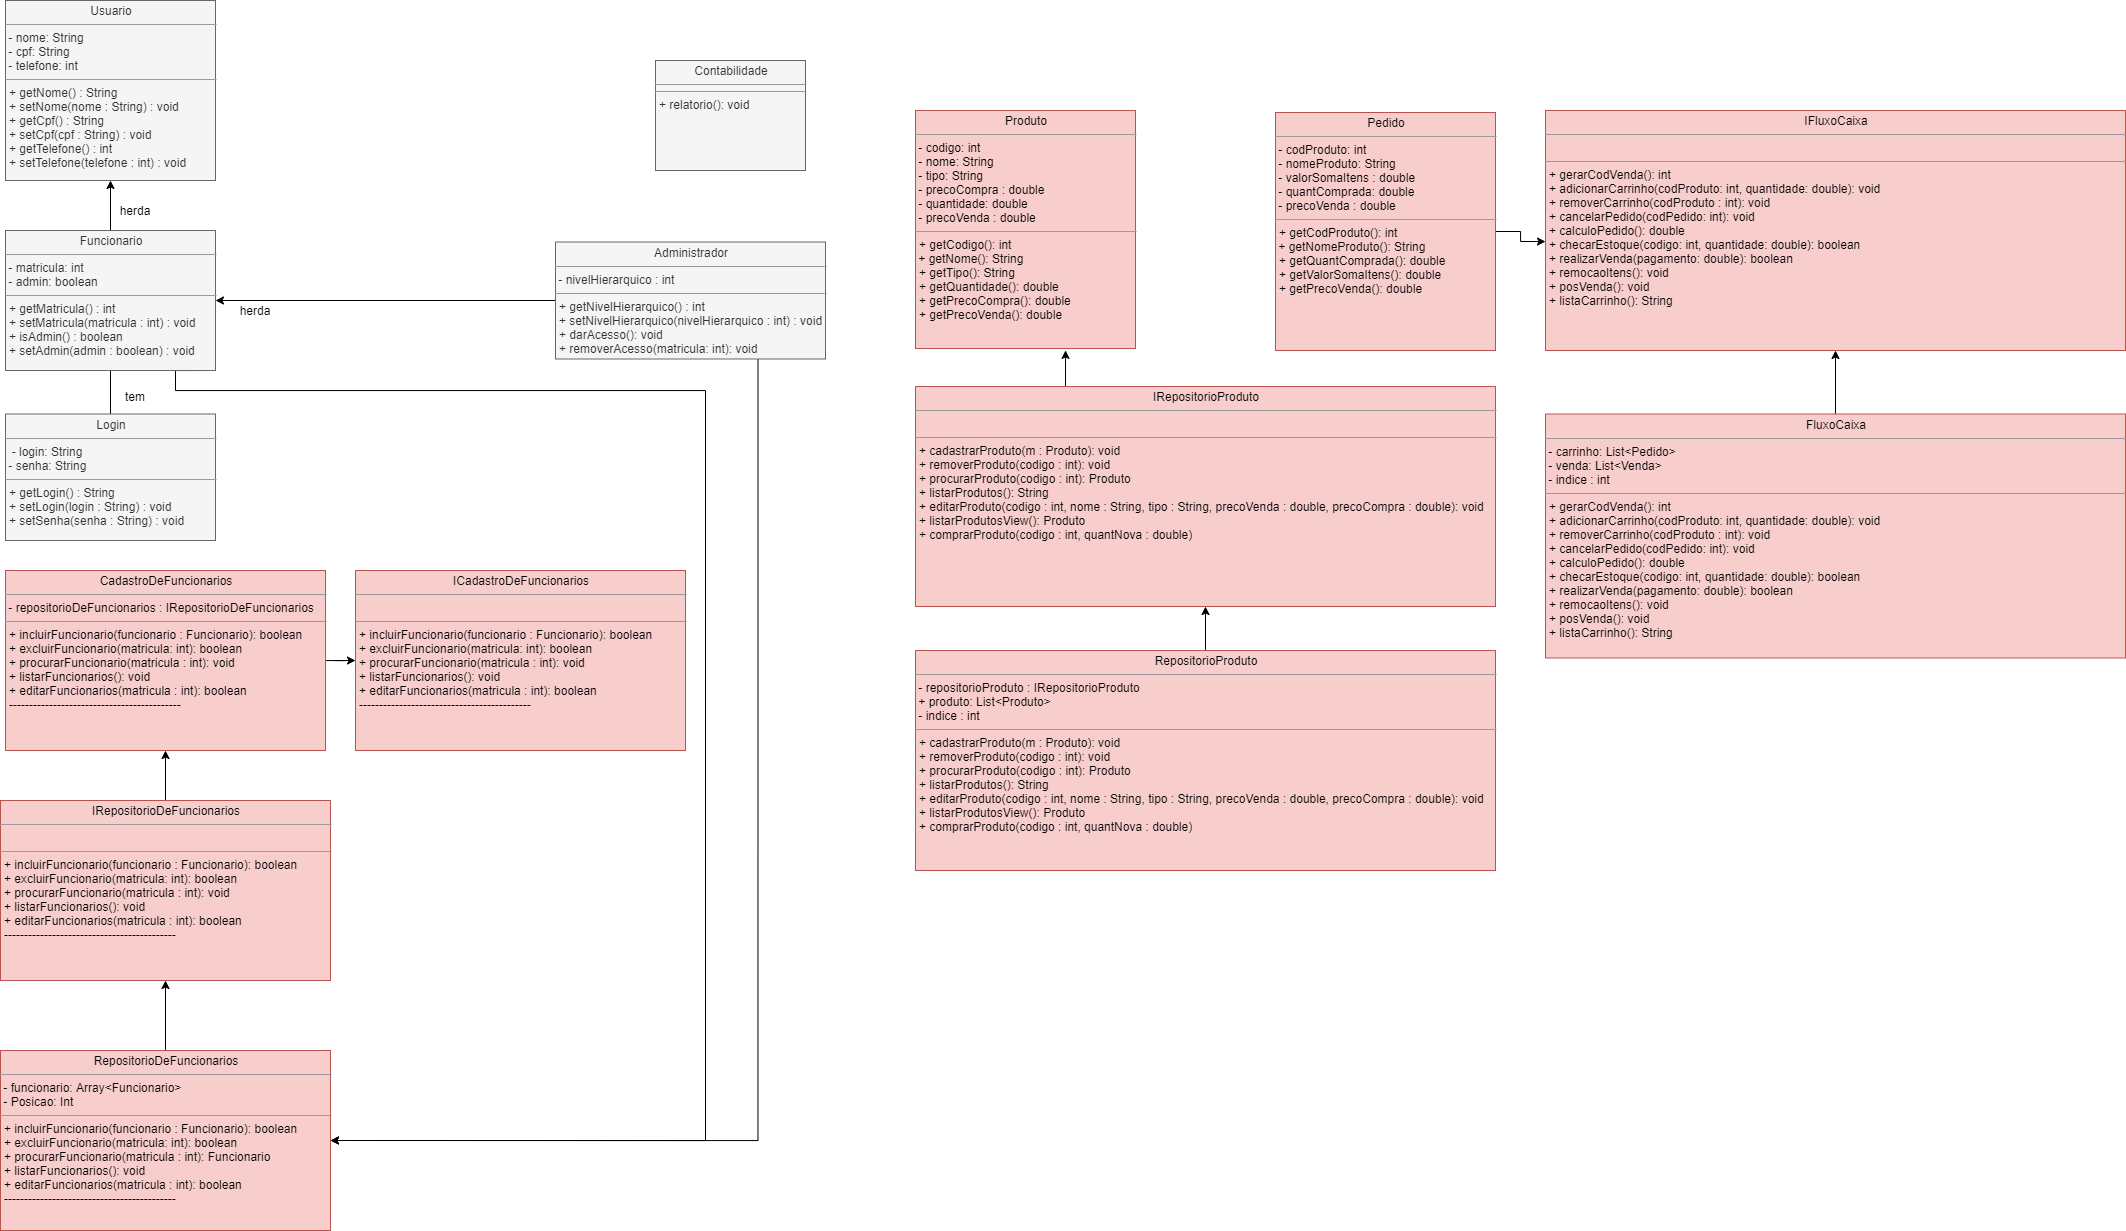 Usuario
- nome: String
- cpf: String
- telefone: int
+ getNome() : String
+ setNome(nome : String) : void
+ getCpf() : String
+ setCpf(cpf : String) : void
+ getTelefone() : int
+ setTelefone(telefone : int) : void
herda
Funcionario
- matricula: int
- admin: boolean
+ getMatricula() : int
+ setMatricula(matricula : int) : void
+ isAdmin() : boolean
+ setAdmin(admin : boolean) : void
herda
tem
Login
- login: String
- senha: String
+ getLogin() : String
+ setLogin(login : String) : void
+ setSenha(senha : String) : void
Contabilidade
+ relatorio(): void
Administrador
- nivelHierarquico : int
+ getNivelHierarquico() : int
+ setNivelHierarquico(nivelHierarquico : int) : void
+ darAcesso(): void
+ removerAcesso(matricula: int): void
CadastroDeFuncionarios
- repositorioDeFuncionarios : IRepositorioDeFuncionarios
+ incluirFuncionario(funcionario : Funcionario): boolean
+ excluirFuncionario(matricula: int): boolean
+ procurarFuncionario(matricula : int): void
+ listarFuncionarios(): void
+ editarFuncionarios(matricula : int): boolean
-------------------------------------------
ICadastroDeFuncionarios
+ incluirFuncionario(funcionario : Funcionario): boolean
+ excluirFuncionario(matricula: int): boolean
+ procurarFuncionario(matricula : int): void
+ listarFuncionarios(): void
+ editarFuncionarios(matricula : int): boolean
-------------------------------------------
IRepositorioDeFuncionarios
+ incluirFuncionario(funcionario : Funcionario): boolean
+ excluirFuncionario(matricula: int): boolean
+ procurarFuncionario(matricula : int): void
+ listarFuncionarios(): void
+ editarFuncionarios(matricula : int): boolean
-------------------------------------------
RepositorioDeFuncionarios
- funcionario: Array<Funcionario>
- Posicao: Int
+ incluirFuncionario(funcionario : Funcionario): boolean
+ excluirFuncionario(matricula: int): boolean
+ procurarFuncionario(matricula : int): Funcionario
+ listarFuncionarios(): void
+ editarFuncionarios(matricula : int): boolean
-------------------------------------------
Produto
- codigo: int
- nome: String
- tipo: String
- precoCompra : double
- quantidade: double
- precoVenda : double
+ getCodigo(): int
+ getNome(): String
+ getTipo(): String
+ getQuantidade(): double
+ getPrecoCompra(): double
+ getPrecoVenda(): double
Pedido
- codProduto: int
- nomeProduto: String
- valorSomaItens : double
- quantComprada: double
- precoVenda : double
+ getCodProduto(): int
+ getNomeProduto(): String
+ getQuantComprada(): double
+ getValorSomaItens(): double
+ getPrecoVenda(): double
IFluxoCaixa
+ gerarCodVenda(): int
+ adicionarCarrinho(codProduto: int, quantidade: double): void
+ removerCarrinho(codProduto : int): void
+ cancelarPedido(codPedido: int): void
+ calculoPedido(): double
+ checarEstoque(codigo: int, quantidade: double): boolean
+ realizarVenda(pagamento: double): boolean
+ remocaoItens(): void
+ posVenda(): void
+ listaCarrinho(): String
IRepositorioProduto
+ cadastrarProduto(m : Produto): void
+ removerProduto(codigo : int): void
+ procurarProduto(codigo : int): Produto
+ listarProdutos(): String
+ editarProduto(codigo : int, nome : String, tipo : String, precoVenda : double, precoCompra : double): void
+ listarProdutosView(): Produto
+ comprarProduto(codigo : int, quantNova : double)
FluxoCaixa
- carrinho: List<Pedido>
- venda: List<Venda>
- indice : int
+ gerarCodVenda(): int
+ adicionarCarrinho(codProduto: int, quantidade: double): void
+ removerCarrinho(codProduto : int): void
+ cancelarPedido(codPedido: int): void
+ calculoPedido(): double
+ checarEstoque(codigo: int, quantidade: double): boolean
+ realizarVenda(pagamento: double): boolean
+ remocaoItens(): void
+ posVenda(): void
+ listaCarrinho(): String
RepositorioProduto
- repositorioProduto : IRepositorioProduto
+ produto: List<Produto>
- indice : int
+ cadastrarProduto(m : Produto): void
+ removerProduto(codigo : int): void
+ procurarProduto(codigo : int): Produto
+ listarProdutos(): String
+ editarProduto(codigo : int, nome : String, tipo : String, precoVenda : double, precoCompra : double): void
+ listarProdutosView(): Produto
+ comprarProduto(codigo : int, quantNova : double)